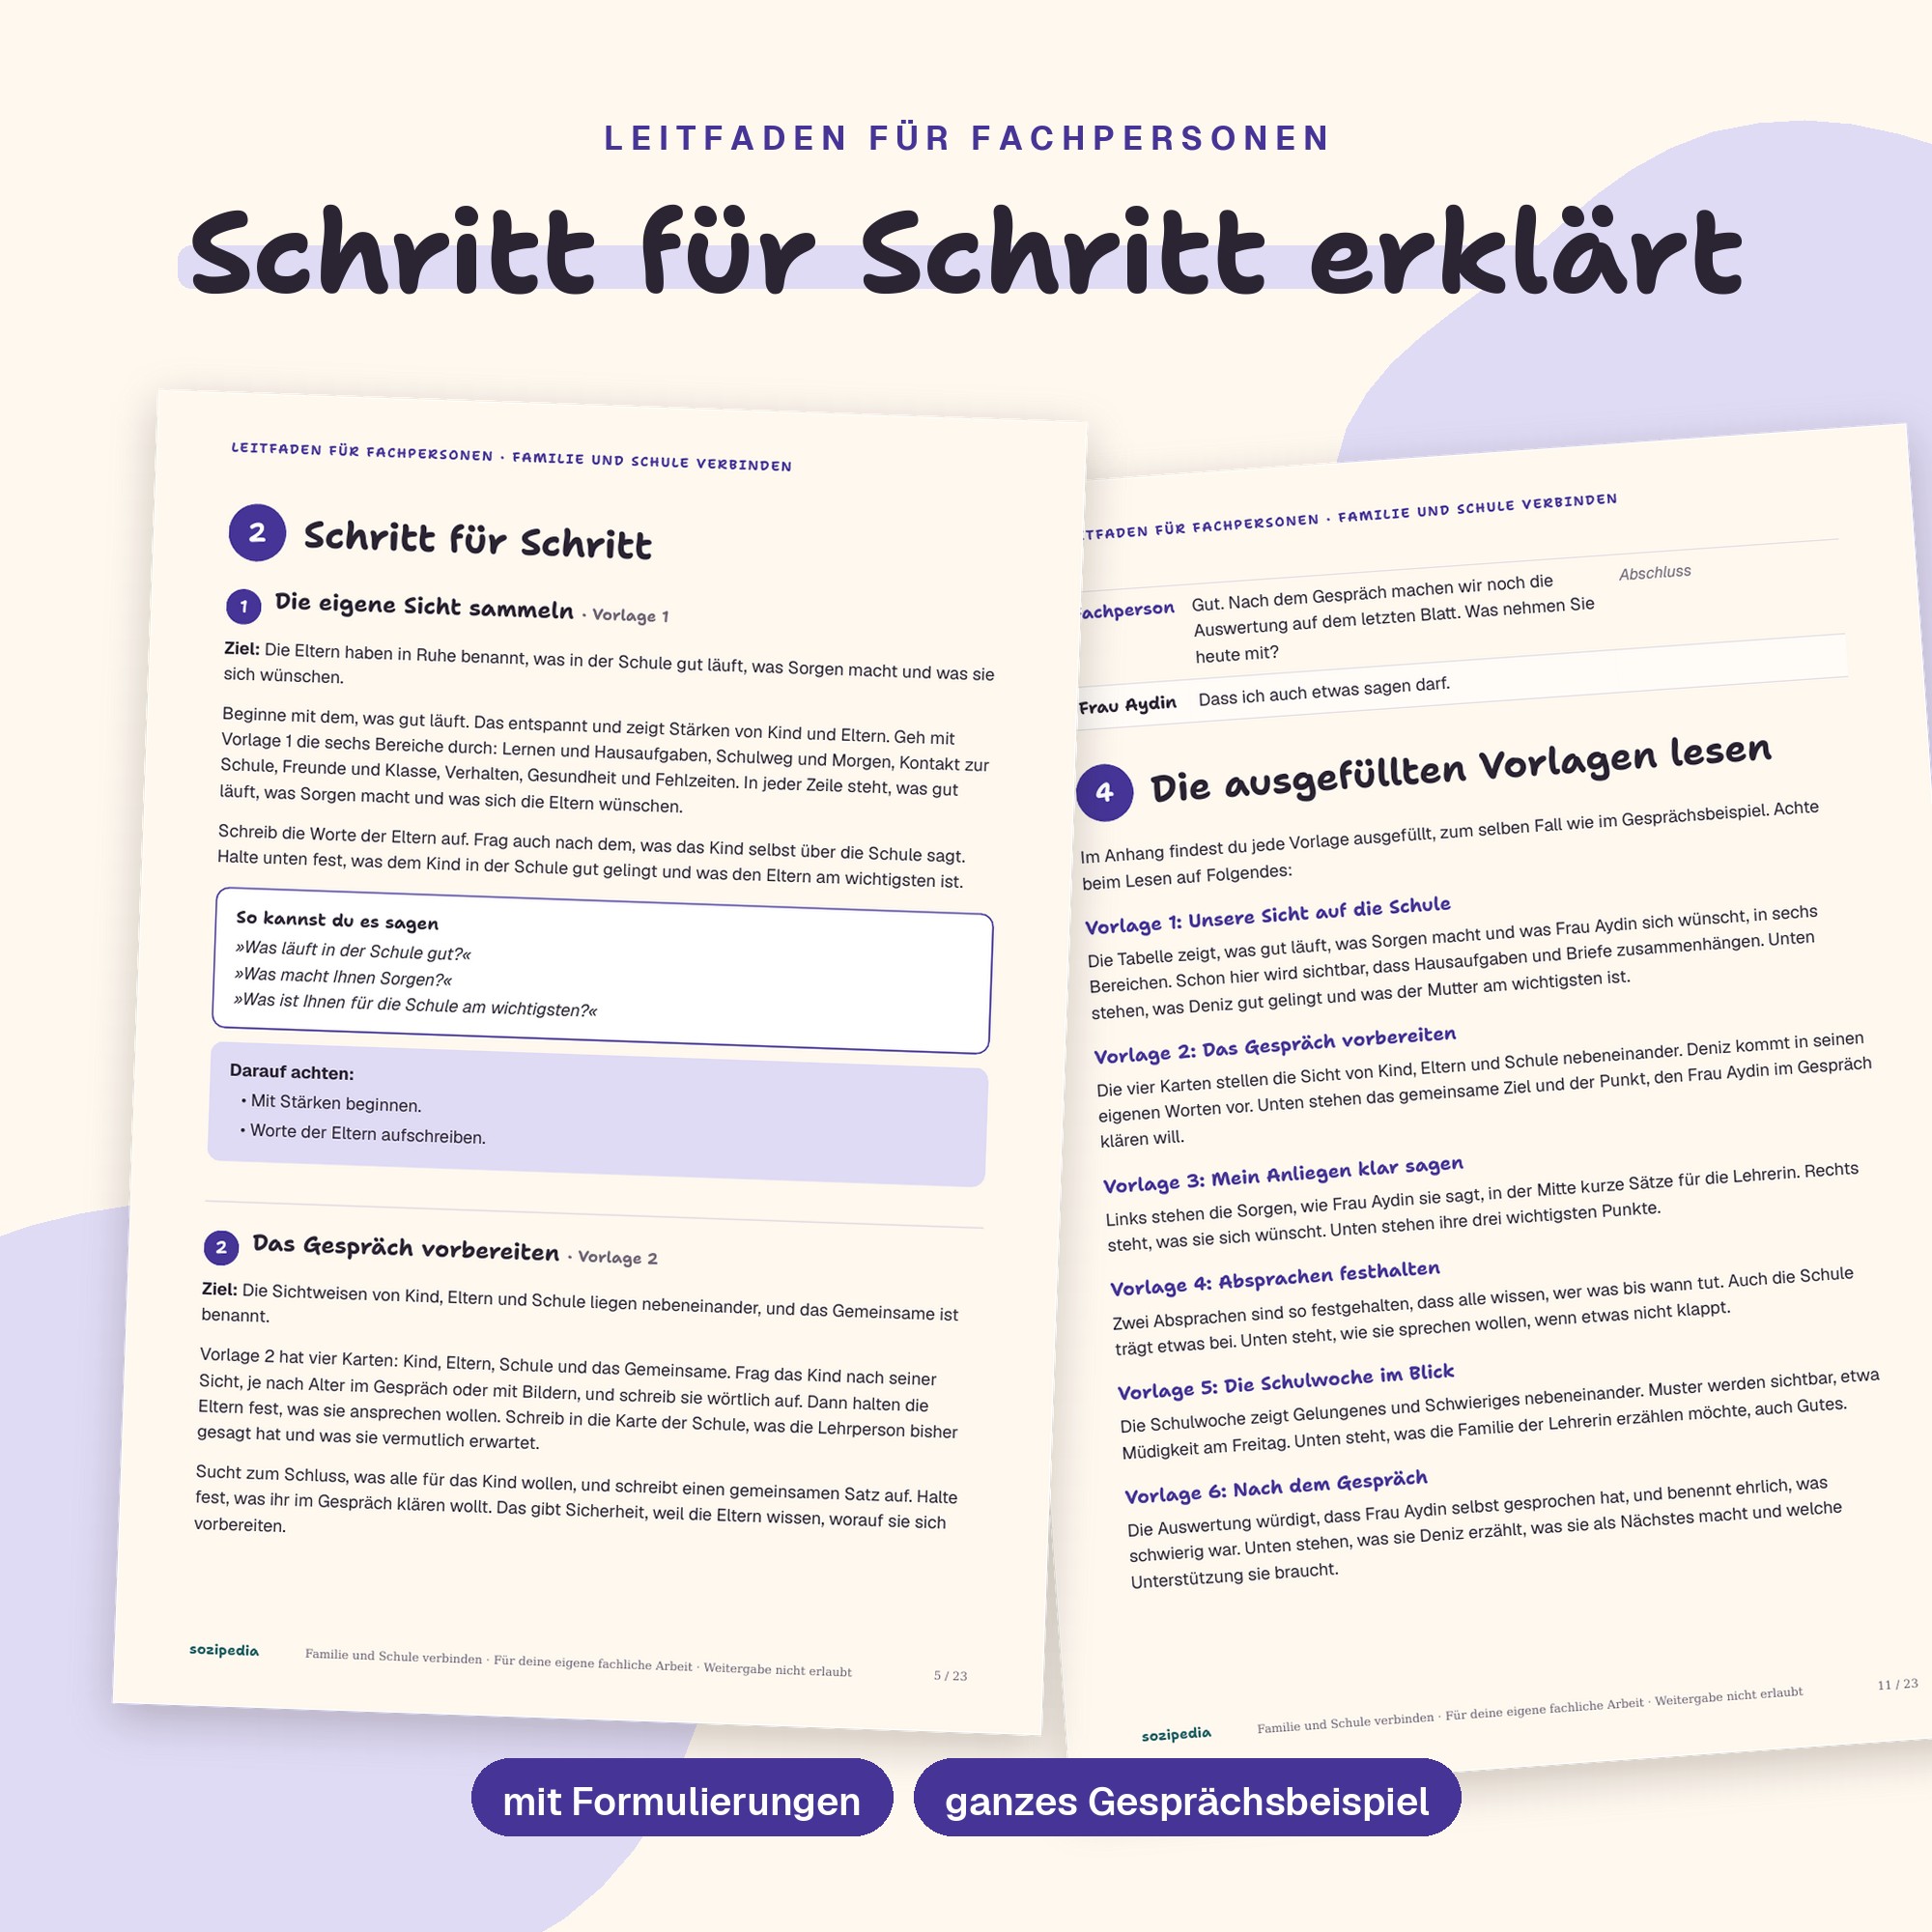 LEITFADEN FÜR FACHPERSONEN
Schritt für Schritt erklärt
LEITFADEN FÜR FACHPERSONEN · FAMILIE UND SCHULE VERBINDEN
2 Schritt für Schritt
1 Die eigene Sicht sammeln · Vorlage 1
Ziel: Die Eltern haben in Ruhe benannt, was in der Schule gut läuft, was Sorgen macht und was sie
sich wünschen.
Beginne mit dem, was gut läuft. Das entspannt und zeigt Stärken von Kind und Eltern. Geh mit
Vorlage 1 die sechs Bereiche durch: Lernen und Hausaufgaben, Schulweg und Morgen, Kontakt zur
Schule, Freunde und Klasse, Verhalten, Gesundheit und Fehlzeiten. In jeder Zeile steht, was gut
läuft, was Sorgen macht und was sich die Eltern wünschen.
Schreib die Worte der Eltern auf. Frag auch nach dem, was das Kind selbst über die Schule sagt.
Halte unten fest, was dem Kind in der Schule gut gelingt und was den Eltern am wichtigsten ist.
So kannst du es sagen
»Was läuft in der Schule gut?«
»Was macht Ihnen Sorgen?«
»Was ist Ihnen für die Schule am wichtigsten?«
Darauf achten:
• Mit Stärken beginnen.
• Worte der Eltern aufschreiben.
2 Das Gespräch vorbereiten · Vorlage 2
Ziel: Die Sichtweisen von Kind, Eltern und Schule liegen nebeneinander, und das Gemeinsame ist
benannt.
Vorlage 2 hat vier Karten: Kind, Eltern, Schule und das Gemeinsame. Frag das Kind nach seiner
Sicht, je nach Alter im Gespräch oder mit Bildern, und schreib sie wörtlich auf. Dann halten die
Eltern fest, was sie ansprechen wollen. Schreib in die Karte der Schule, was die Lehrperson bisher
gesagt hat und was sie vermutlich erwartet.
Sucht zum Schluss, was alle für das Kind wollen, und schreibt einen gemeinsamen Satz auf. Halte
fest, was ihr im Gespräch klären wollt. Das gibt Sicherheit, weil die Eltern wissen, worauf sie sich
vorbereiten.
sozipedia Familie und Schule verbinden · Für deine eigene fachliche Arbeit · Weitergabe nicht erlaubt 5 / 23
TFADEN FÜR FACHPERSONEN · FAMILIE UND SCHULE VERBINDEN
achperson Gut. Nach dem Gespräch machen wir noch die Abschluss
Auswertung auf dem letzten Blatt. Was nehmen Sie
heute mit?
Frau Aydin Dass ich auch etwas sagen darf.
4 Die ausgefüllten Vorlagen lesen
Im Anhang findest du jede Vorlage ausgefüllt, zum selben Fall wie im Gesprächsbeispiel. Achte
beim Lesen auf Folgendes:
Vorlage 1: Unsere Sicht auf die Schule
Die Tabelle zeigt, was gut läuft, was Sorgen macht und was Frau Aydin sich wünscht, in sechs
Bereichen. Schon hier wird sichtbar, dass Hausaufgaben und Briefe zusammenhängen. Unten
stehen, was Deniz gut gelingt und was der Mutter am wichtigsten ist.
Vorlage 2: Das Gespräch vorbereiten
Die vier Karten stellen die Sicht von Kind, Eltern und Schule nebeneinander. Deniz kommt in seinen
eigenen Worten vor. Unten stehen das gemeinsame Ziel und der Punkt, den Frau Aydin im Gespräch
klären will.
Vorlage 3: Mein Anliegen klar sagen
Links stehen die Sorgen, wie Frau Aydin sie sagt, in der Mitte kurze Sätze für die Lehrerin. Rechts
steht, was sie sich wünscht. Unten stehen ihre drei wichtigsten Punkte.
Vorlage 4: Absprachen festhalten
Zwei Absprachen sind so festgehalten, dass alle wissen, wer was bis wann tut. Auch die Schule
trägt etwas bei. Unten steht, wie sie sprechen wollen, wenn etwas nicht klappt.
Vorlage 5: Die Schulwoche im Blick
Die Schulwoche zeigt Gelungenes und Schwieriges nebeneinander. Muster werden sichtbar, etwa
Müdigkeit am Freitag. Unten steht, was die Familie der Lehrerin erzählen möchte, auch Gutes.
Vorlage 6: Nach dem Gespräch
Die Auswertung würdigt, dass Frau Aydin selbst gesprochen hat, und benennt ehrlich, was
schwierig war. Unten stehen, was sie Deniz erzählt, was sie als Nächstes macht und welche
Unterstützung sie braucht.
sozipedia Familie und Schule verbinden · Für deine eigene fachliche Arbeit · Weitergabe nicht erlaubt 11 / 23
mit Formulierungen
ganzes Gesprächsbeispiel